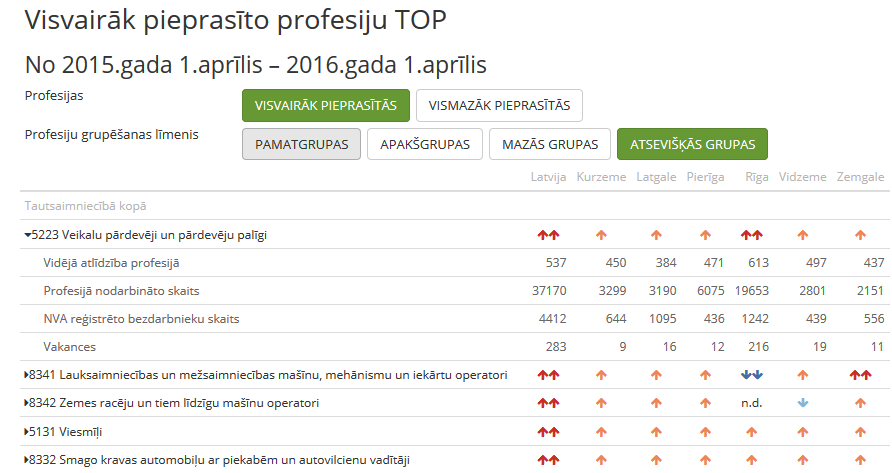 Visvairāk pieprasīto profesiju TOP
No 2015.gada 1.aprīlis – 2016.gada 1.aprīlis
Profesijas VISVAIRĀK PIEPRASĪTĀS VISMAZĀK PIEPRASĪTĀS
Profesiju grupēšanas līmenis PAMATGRUPAS APAKŠGRUPAS MAZĀS GRUPAS ATSEVIŠĶĀS GRUPAS
Latvija Kurzeme Latgale Pierīga Rīga Vidzeme Zemgale
Tautsaimniecībā kopā
5223 Veikalu pārdevēji un pārdevēju palīgi
Vidējā atlīdzība profesijā 537 450 384 471 613 497 437
Profesijā nodarbināto skaits 37170 3299 3190 6075 19653 2801 2151
NVA reģistrēto bezdarbnieku skaits 4412 644 1095 436 1242 439 556
Vakances 283 9 16 12 216 19 11
8341 Lauksaimniecības un mežsaimniecības mašīnu, mehānismu un iekārtu operatori
8342 Zemes racēju un tiem līdzīgu mašīnu operatori n.d.
5131 Viesmīļi
8332 Smago kravas automobiļu ar piekabēm un autovilcienu vadītāji